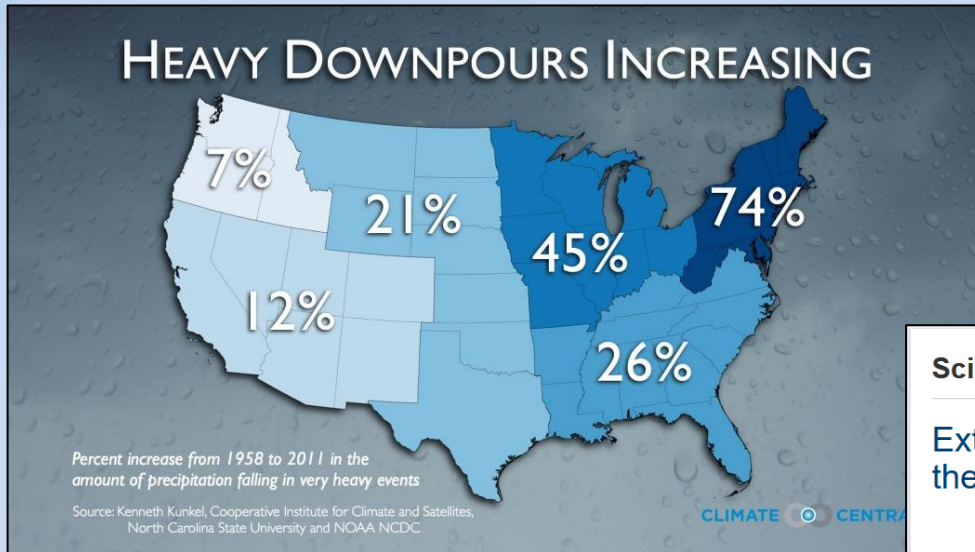 HEAVY DOWNPOURS INCREASING
7%
21%
74%
45%
12%
26%
Percent increase from 1958 to 2011 in the
amount of precipitation falling in very heavy events
Source: Kenneth Kunkel, Cooperative Institute for Climate and Satellites,
North Carolina State University and NOAA NCDC
CLIMATE CENTRA
Sci
Ext
the